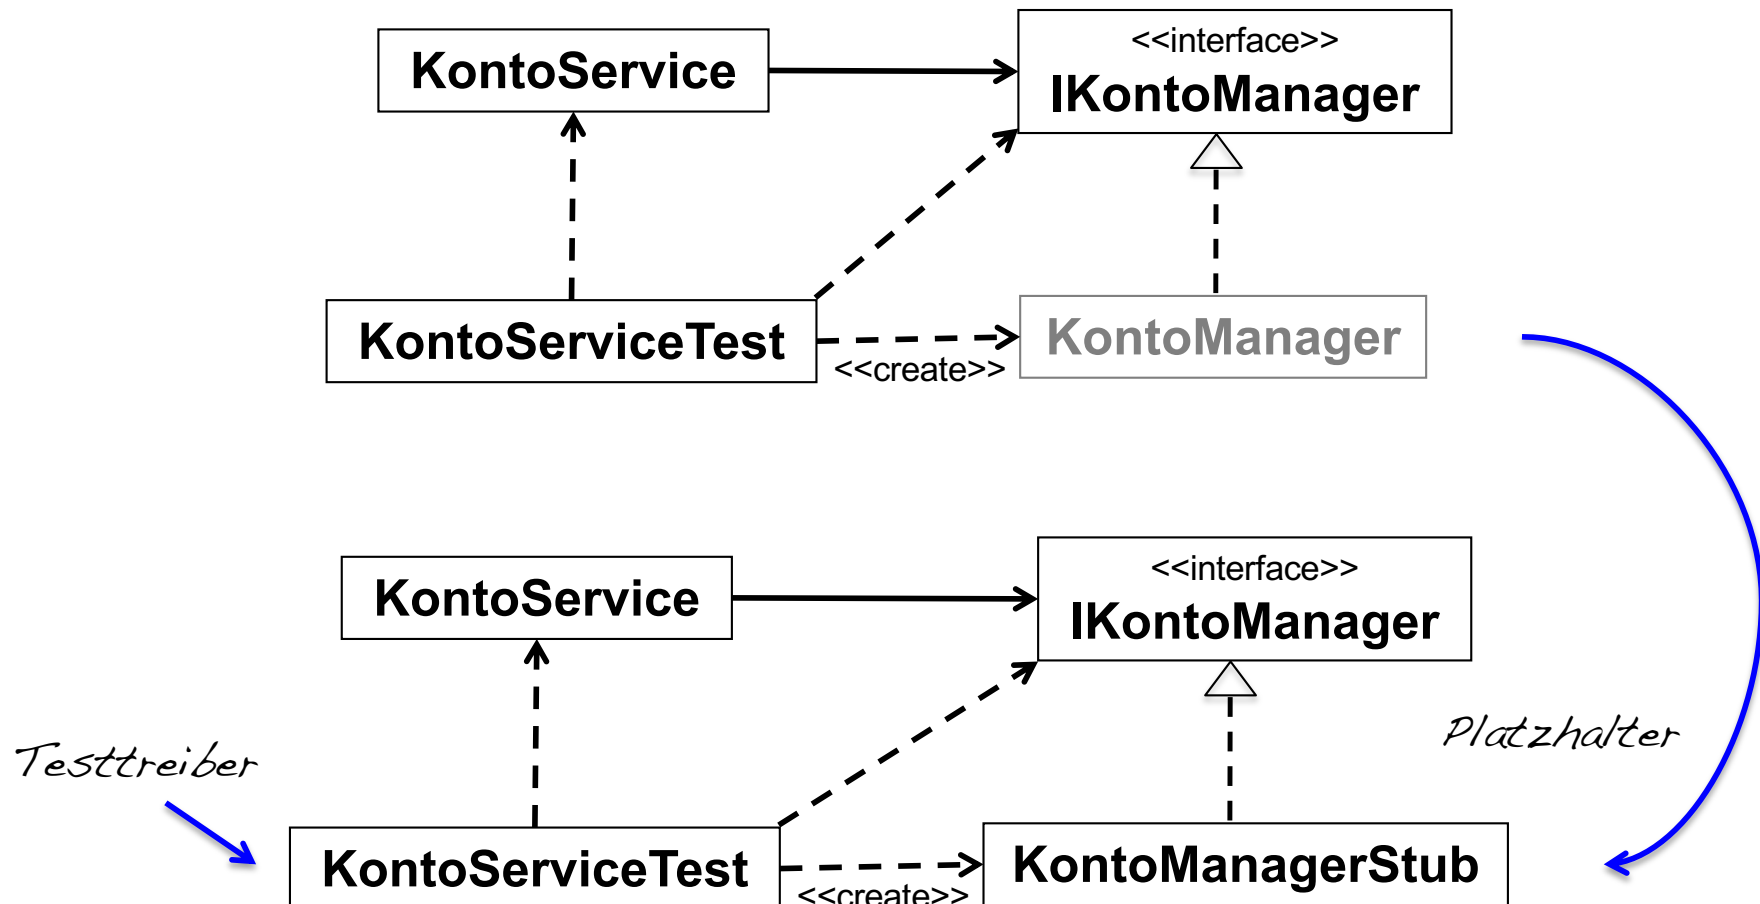 KontoService
<<interface>>
IKontoManager
KontoServiceTest
<<create>>
KontoManager
KontoService
<<interface>>
IKontoManager
Testtreiber
Platzhalter
KontoServiceTest
<<create>>
KontoManagerStub